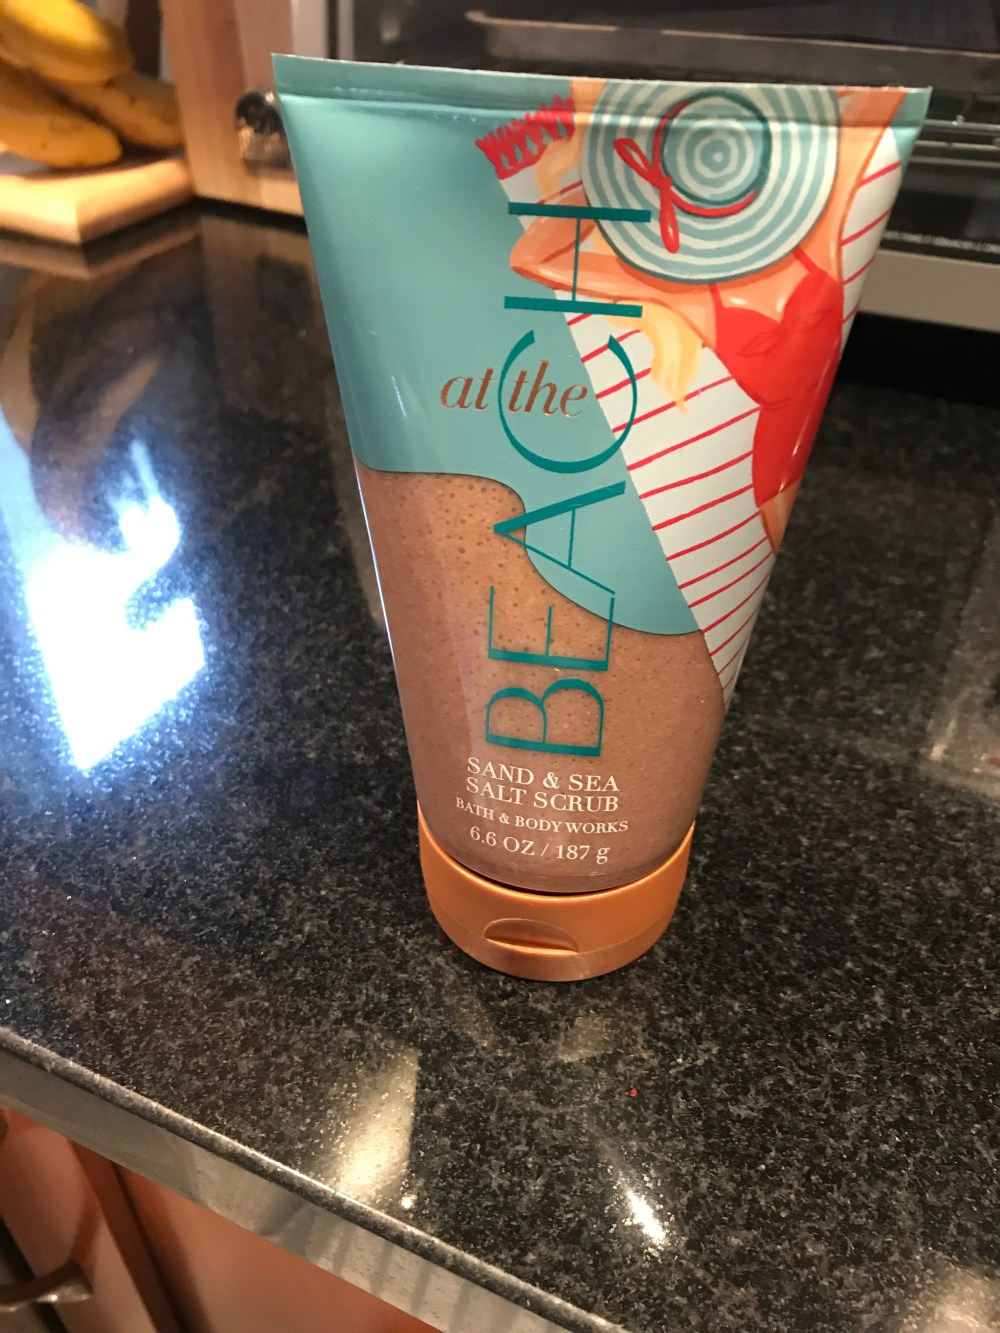 at the
BEACH
SAND & SEA
SALT SCRUB
BATH & BODY WORKS
6.6 OZ / 187 g